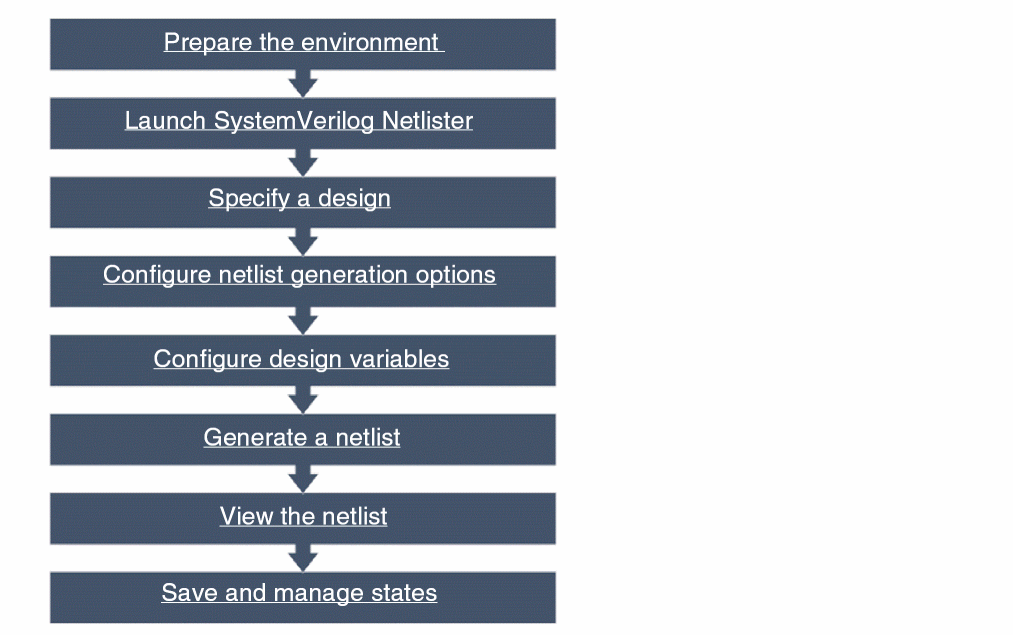 Prepare the environment
Launch SystemVerilog Netlister
Specify a design
Configure netlist generation options
Configure design variables
Generate a netlist
View the netlist
Save and manage states